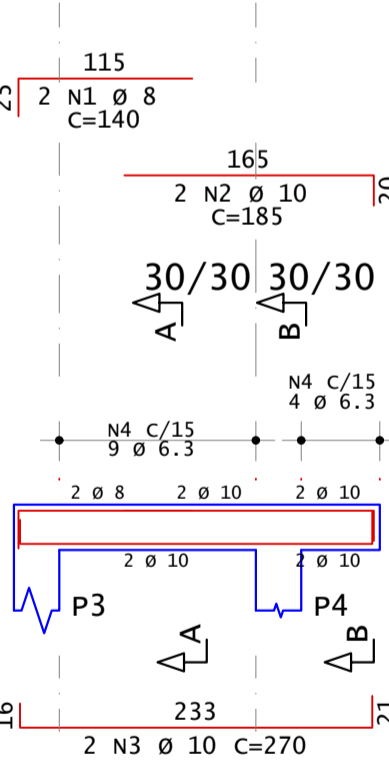 115
25
2 N1 Ø 8
C=140
165
20
2 N2 Ø 10
C=185
30/30 30/30
A B
N4 C/15
4 Ø 6.3
N4 C/15
9 Ø 6.3
2 Ø 8 2 Ø 10 2 Ø 10
2 Ø 10 2 Ø 10
P3 P4
A B
16 233 21
2 N3 Ø 10 C=270